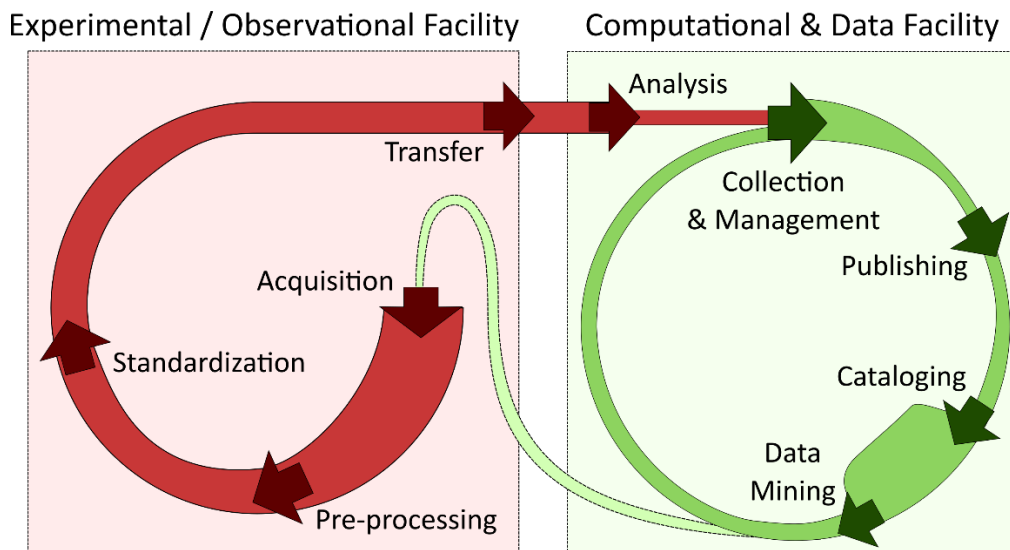 Experimental / Observational Facility
Computational & Data Facility
Analysis
Transfer
Collection
& Management
Publishing
Acquisition
Standardization
Cataloging
Data
Mining
Pre-processing